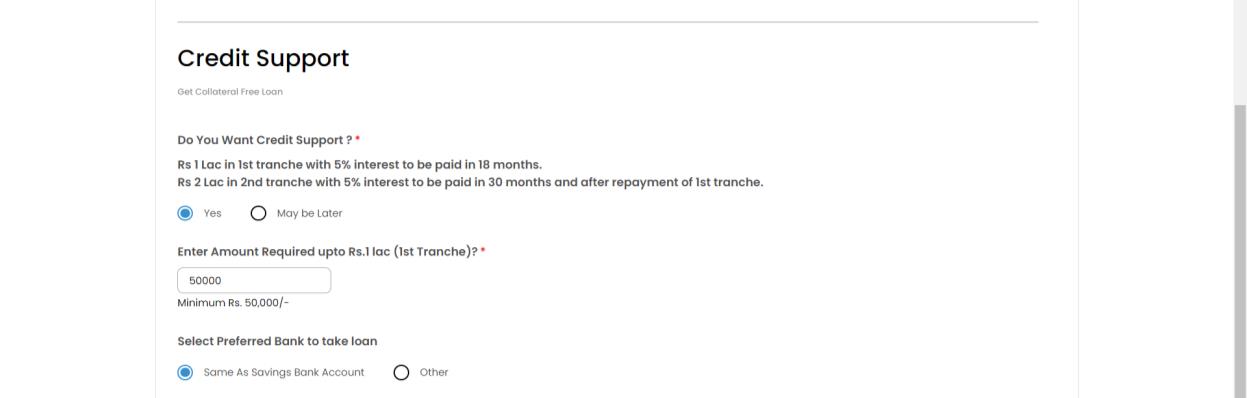 Credit Support
Get Collateral Free Loan
Do You Want Credit Support ? *
Rs 1 Lac in 1st tranche with 5% interest to be paid in 18 months.
Rs 2 Lac in 2nd tranche with 5% interest to be paid in 30 months and after repayment of 1st tranche.
Yes May be Later
Enter Amount Required upto Rs.1 lac (1st Tranche)? *
50000
Minimum Rs. 50,000/-
Select Preferred Bank to take loan
Same As Savings Bank Account Other